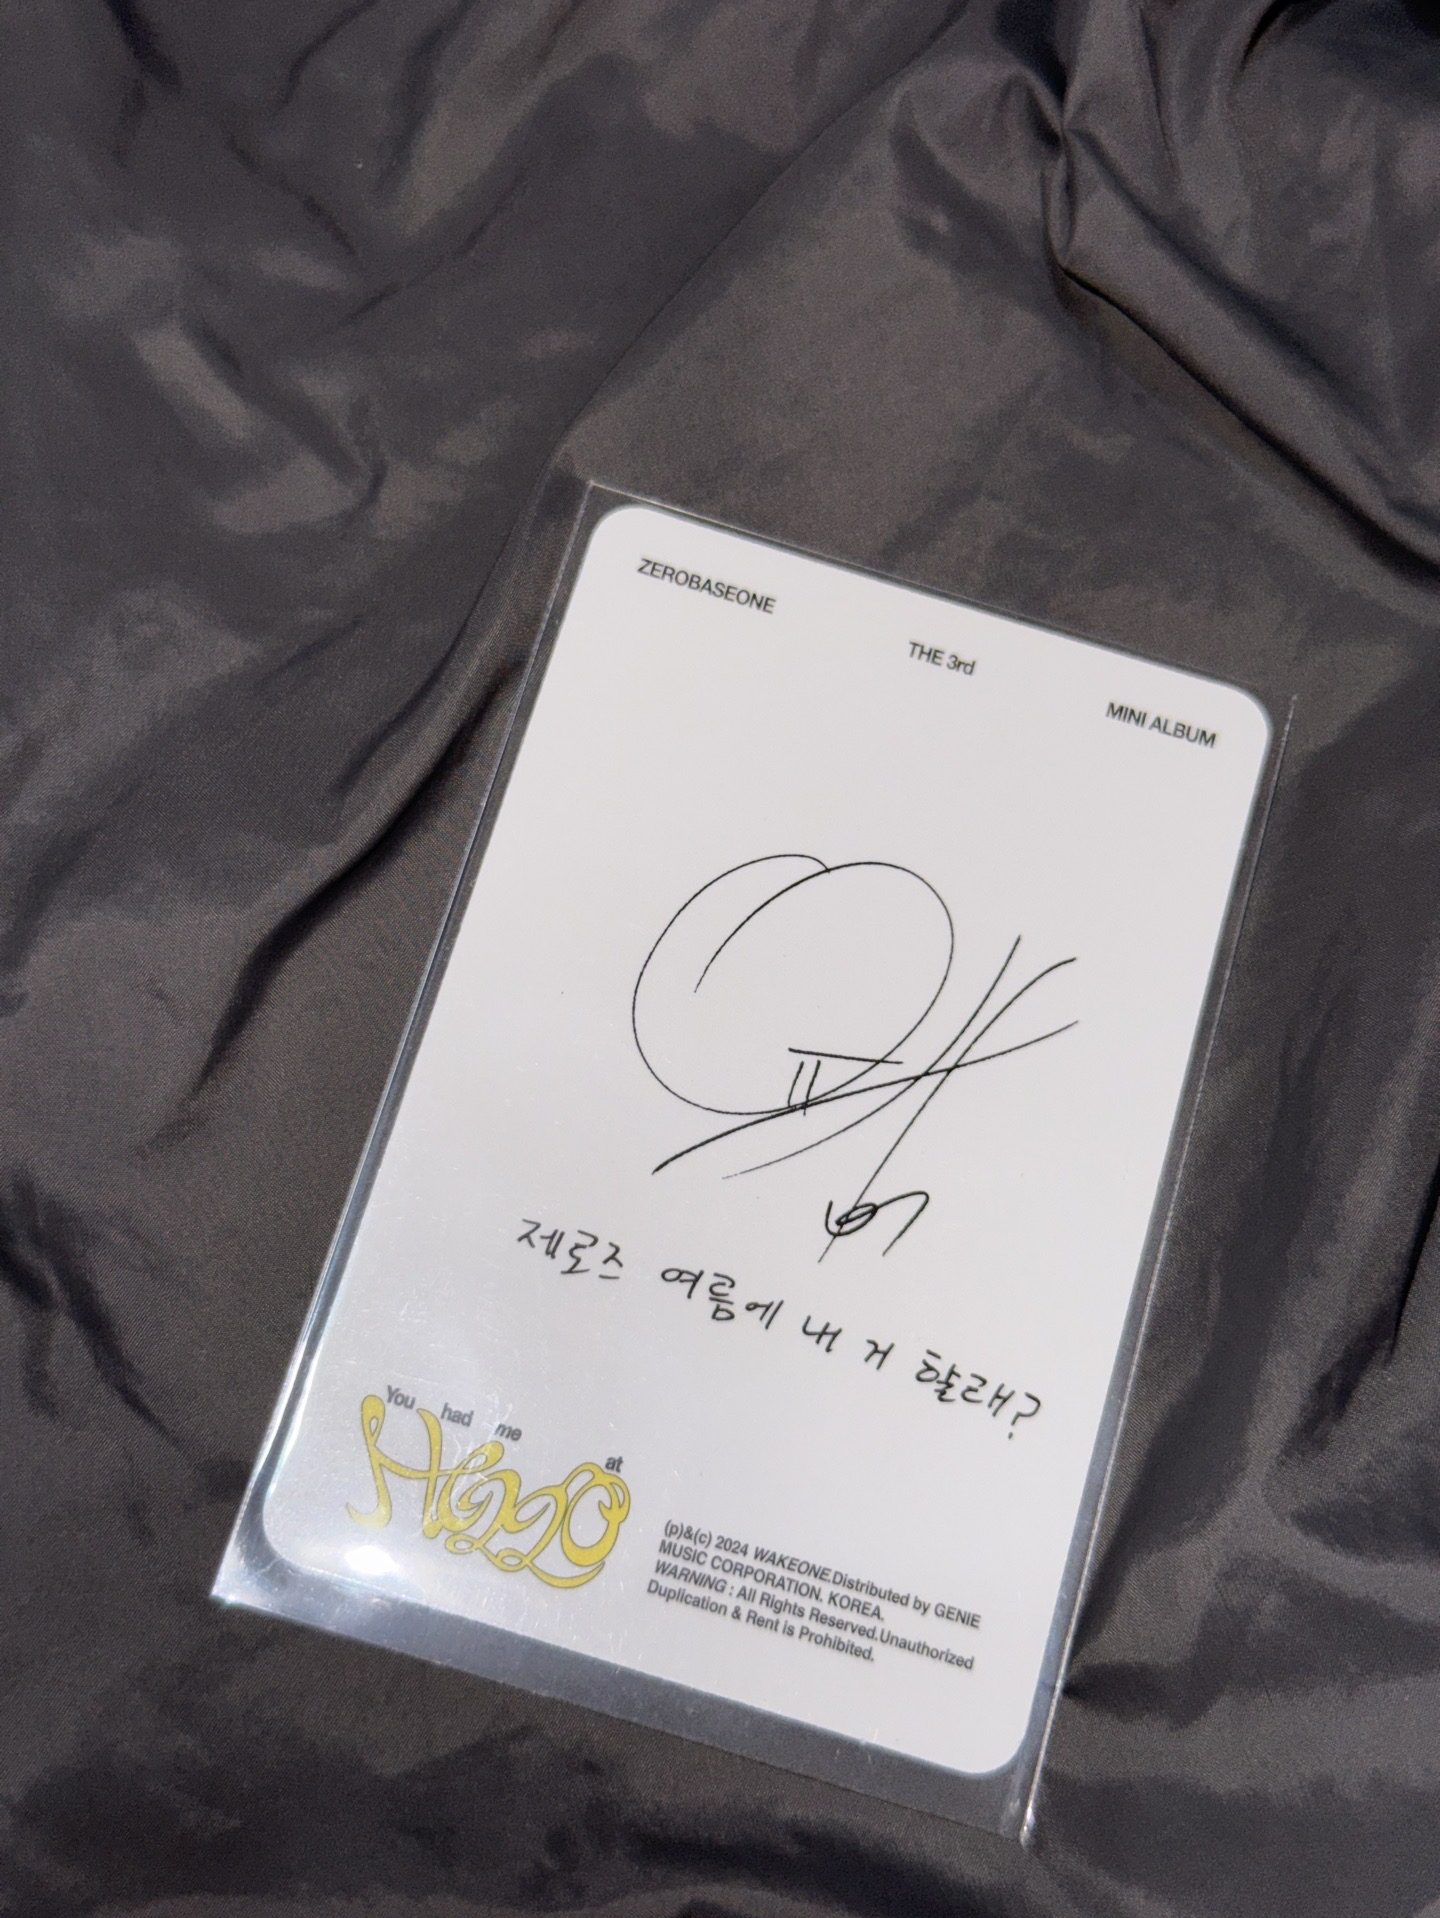 ZEROBASEONE
THE 3rd
MINI ALBUM
제로즈 여름에 내 거 할래?
You had me at
HELLO
(p)&(c) 2024 WAKEONE.Distributed by GENIE
MUSIC CORPORATION. KOREA.
WARNING : All Rights Reserved.Unauthorized
Duplication & Rent is Prohibited.